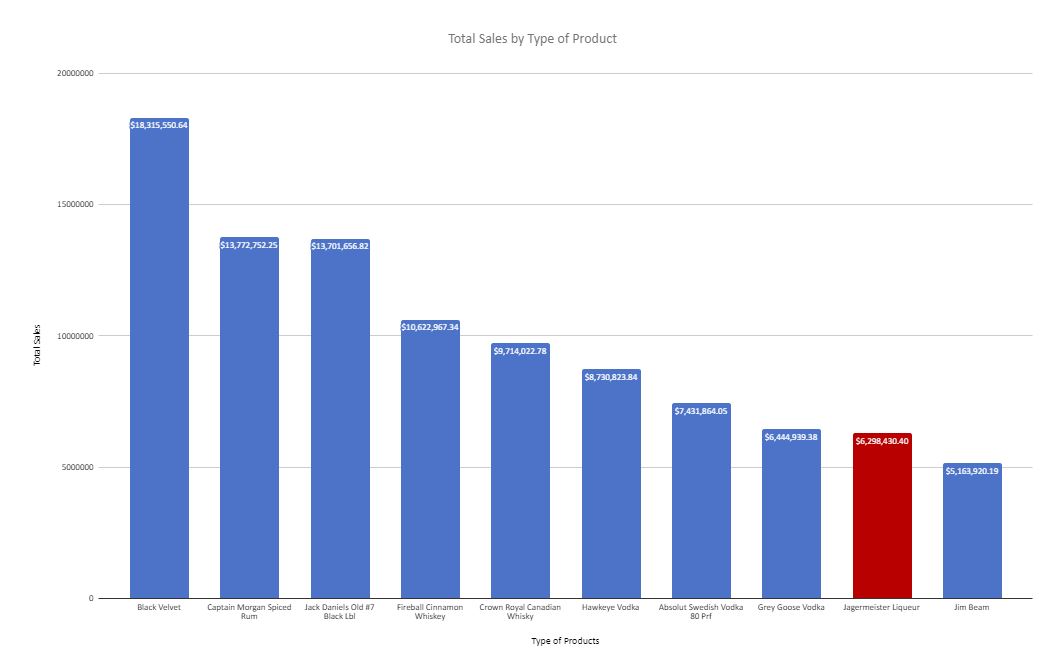 Total Sales by Type of Product
20000000
15000000
10000000
5000000
0
Total Sales
$18,315,550.64
$13,772,752.25
$13,701,656.82
$10,622,967.34
$9,714,022.78
$8,730,823.84
$7,431,864.05
$6,444,939.38
$6,298,430.40
$5,163,920.19
Black Velvet
Captain Morgan Spiced
Rum
Jack Daniels Old #7
Black Lbl
Fireball Cinnamon
Whiskey
Crown Royal Canadian
Whisky
Hawkeye Vodka
Absolut Swedish Vodka
80 Prf
Grey Goose Vodka
Jagermeister Liqueur
Jim Beam
Type of Products